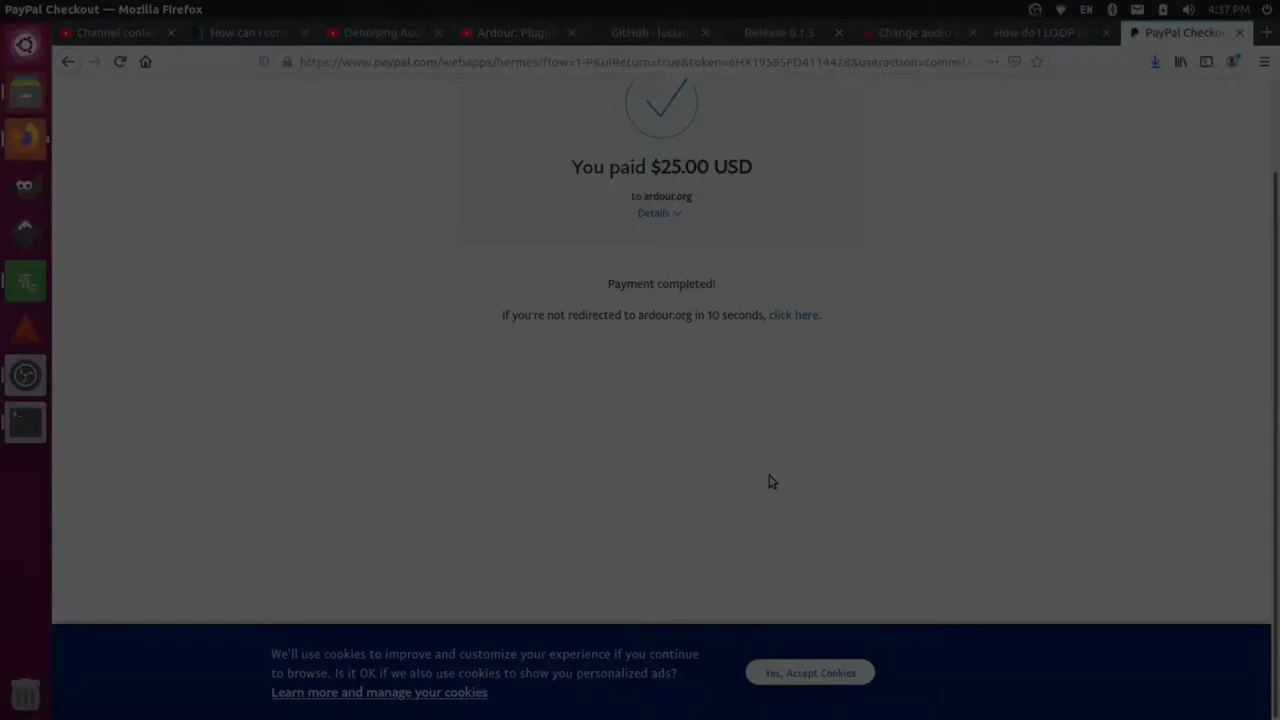 PayPal Checkout — Mozilla Firefox
EN
4:37 PM
Channel conte
How can I con
Denoising Aud
Ardour: Plugin
GitHub - lucian
Release 0.1.5
Change audio
How do I LOOP
PayPal Checkou
You paid $25.00 USD
to ardour.org
Details
Payment completed!
If you're not redirected to ardour.org in 10 seconds, click here.
We'll use cookies to improve and customize your experience if you continue
to browse. Is it OK if we also use cookies to show you personalized ads?
Learn more and manage your cookies
Yes, Accept Cookies